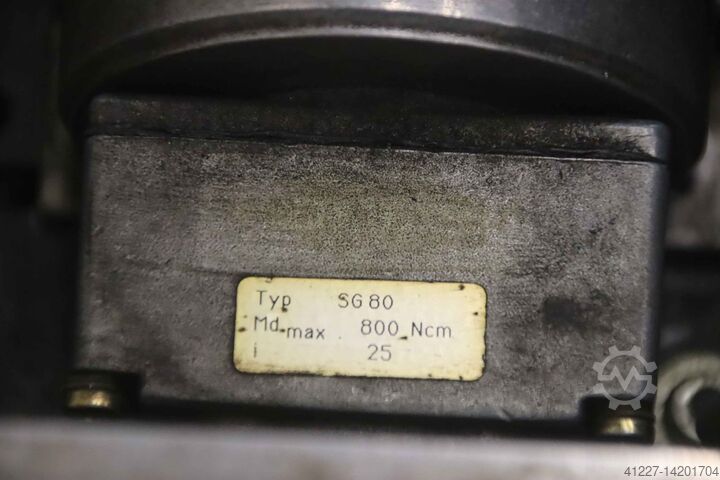 Typ SG 80
Md.max . 800 Ncm
i 25
41227-14201704